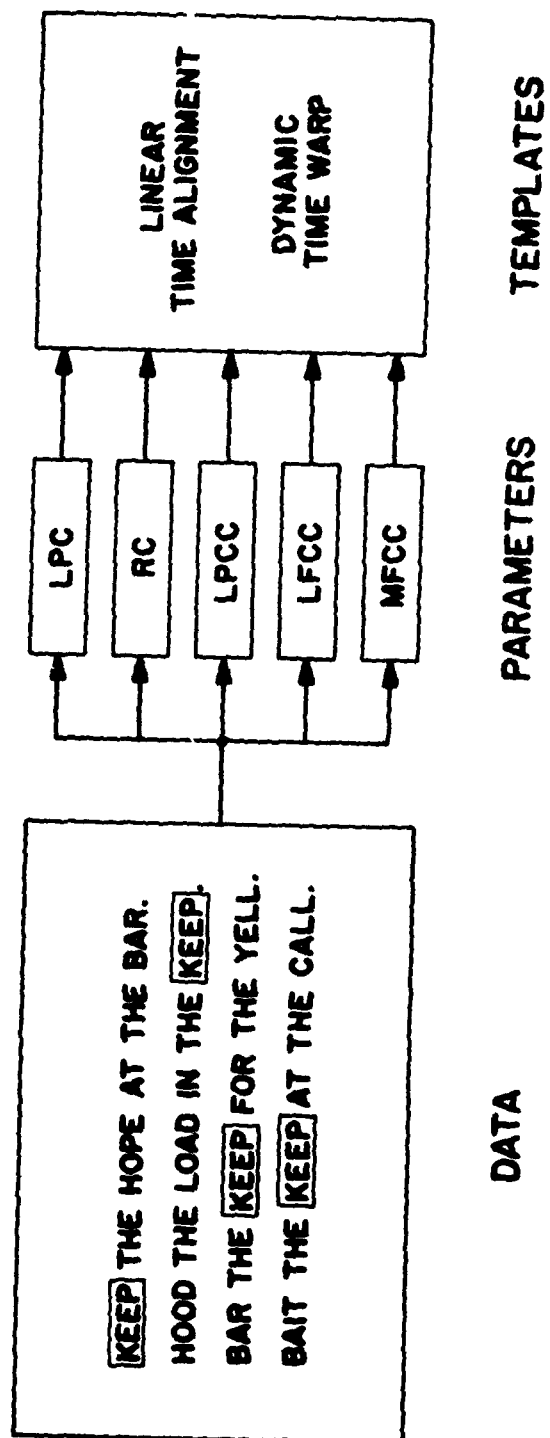 KEEP THE HOPE AT THE BAR.
HOOD THE LOAD IN THE KEEP.
BAR THE KEEP FOR THE YELL.
BAIT THE KEEP AT THE CALL.
DATA
LPC
RC
LPCC
LFCC
MFCC
PARAMETERS
LINEAR
TIME ALIGNMENT
DYNAMIC
TIME WARP
TEMPLATES